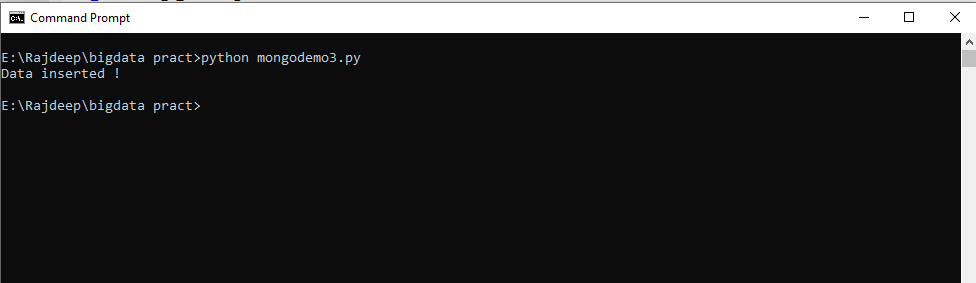 Command Prompt
E:\Rajdeep\bigdata pract>python mongodemo3.py
Data inserted !
E:\Rajdeep\bigdata pract>